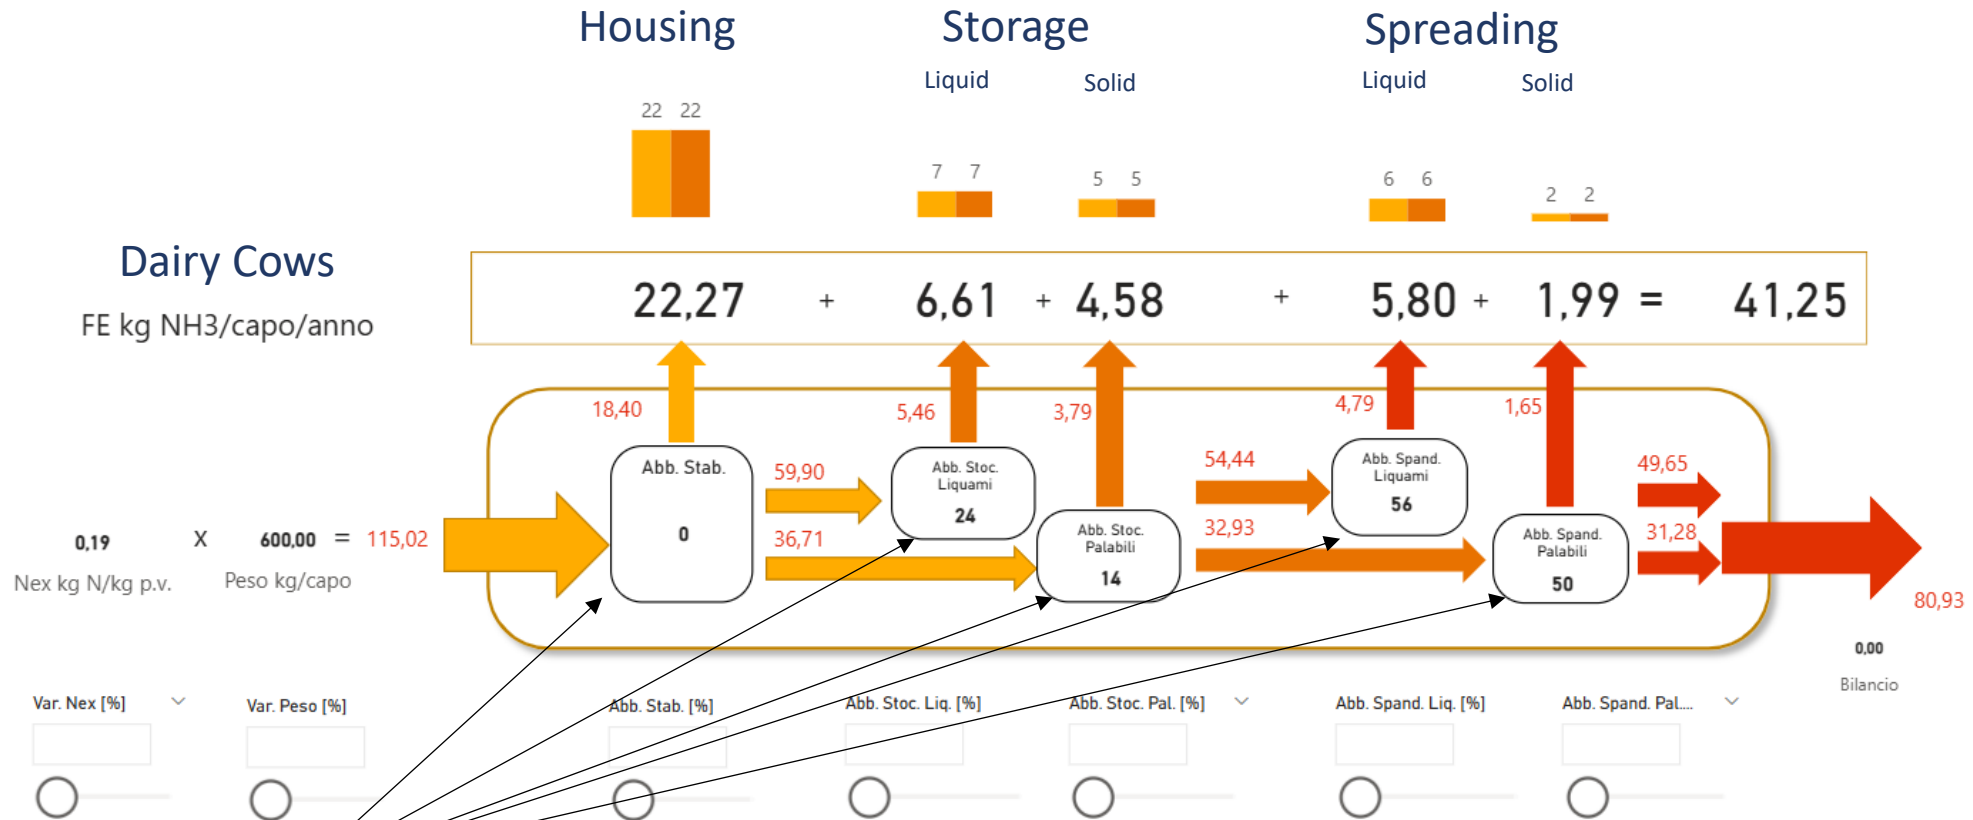 Housing
Storage
Spreading
Liquid
Solid
Liquid
Solid
22 22
7 7
5 5
6 6
2 2
Dairy Cows
FE kg NH3/capo/anno
22,27 + 6,61 + 4,58 + 5,80 + 1,99 = 41,25
18,40
5,46
3,79
4,79
1,65
Abb. Stab.
0
59,90
36,71
Abb. Stoc.
Liquami
24
Abb. Stoc.
Palabili
14
54,44
32,93
Abb. Spand.
Liquami
56
Abb. Spand.
Palabili
50
49,65
31,28
0,19 X 600,00 = 115,02
Nex kg N/kg p.v.
Peso kg/capo
80,93
0,00
Bilancio
Var. Nex [%]
Var. Peso [%]
Abb. Stab. [%]
Abb. Stoc. Liq. [%]
Abb. Stoc. Pal. [%]
Abb. Spand. Liq. [%]
Abb. Spand. Pal....